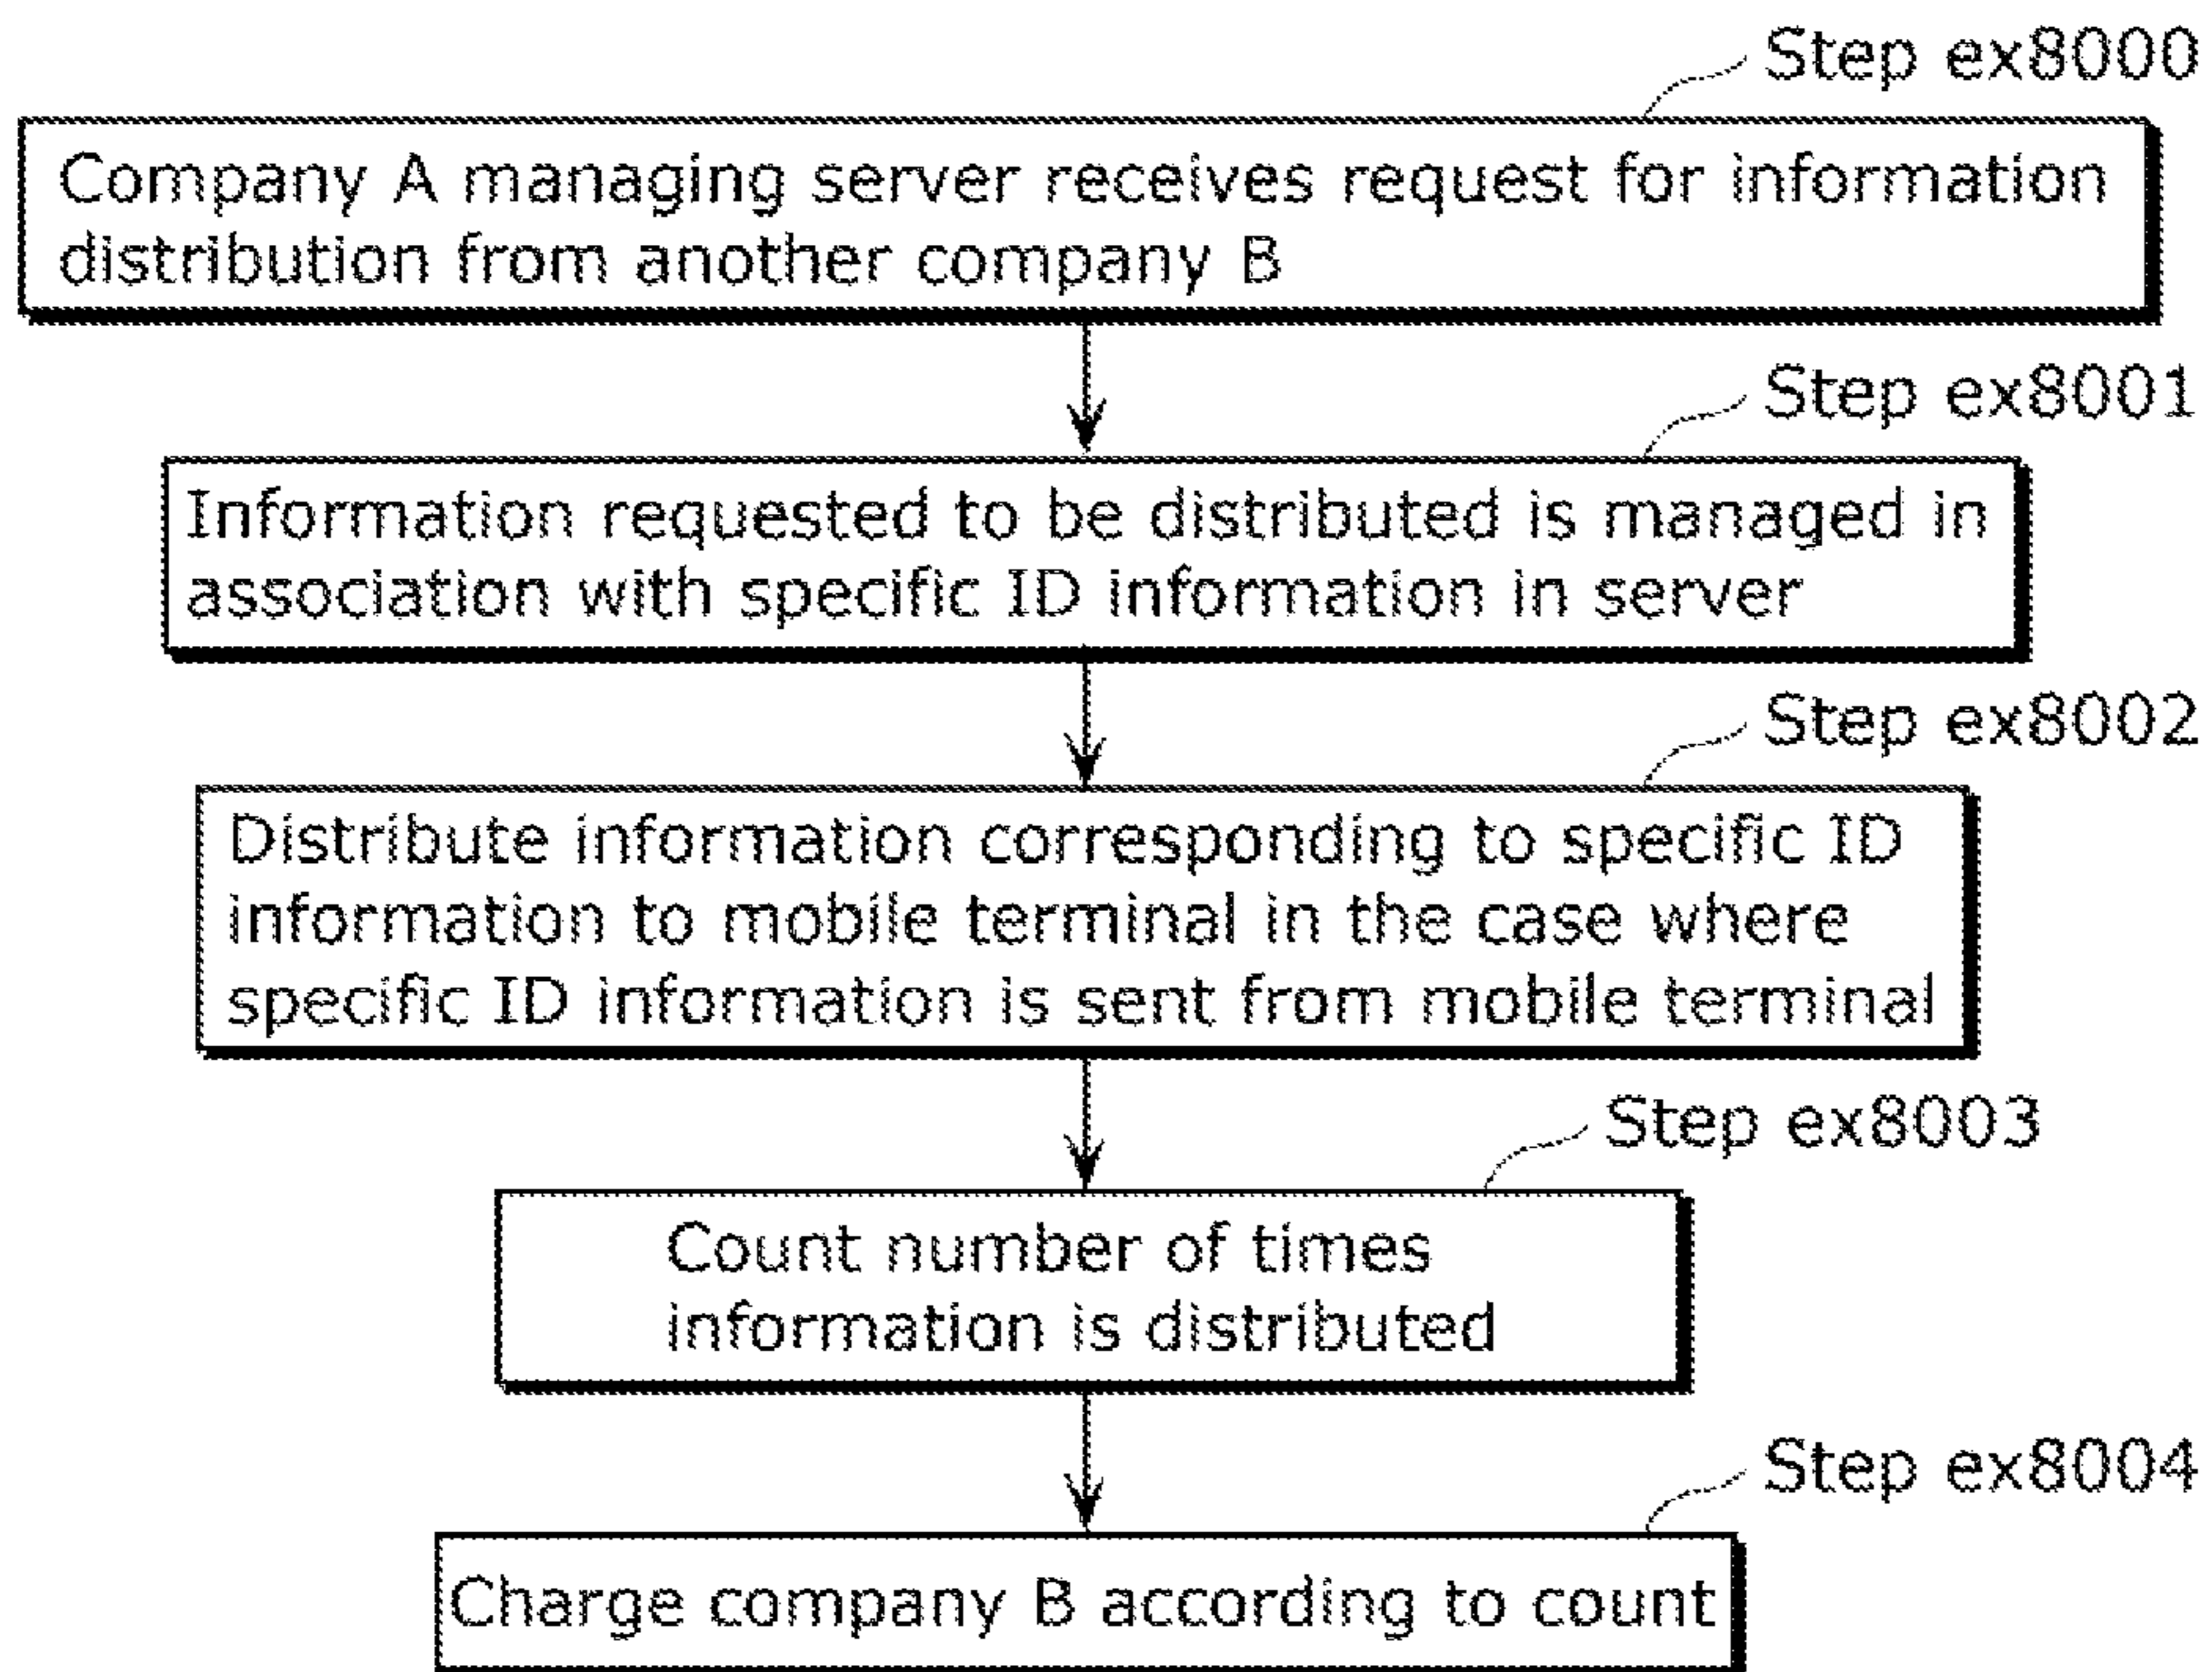 Step ex8000
Company A managing server receives request for information
distribution from another company B
Step ex8001
Information requested to be distributed is managed in
association with specific ID information in server
Step ex8002
Distribute information corresponding to specific ID
information to mobile terminal in the case where
specific ID information is sent from mobile terminal
Step ex8003
Count number of times
information is distributed
Step ex8004
Charge company B according to count